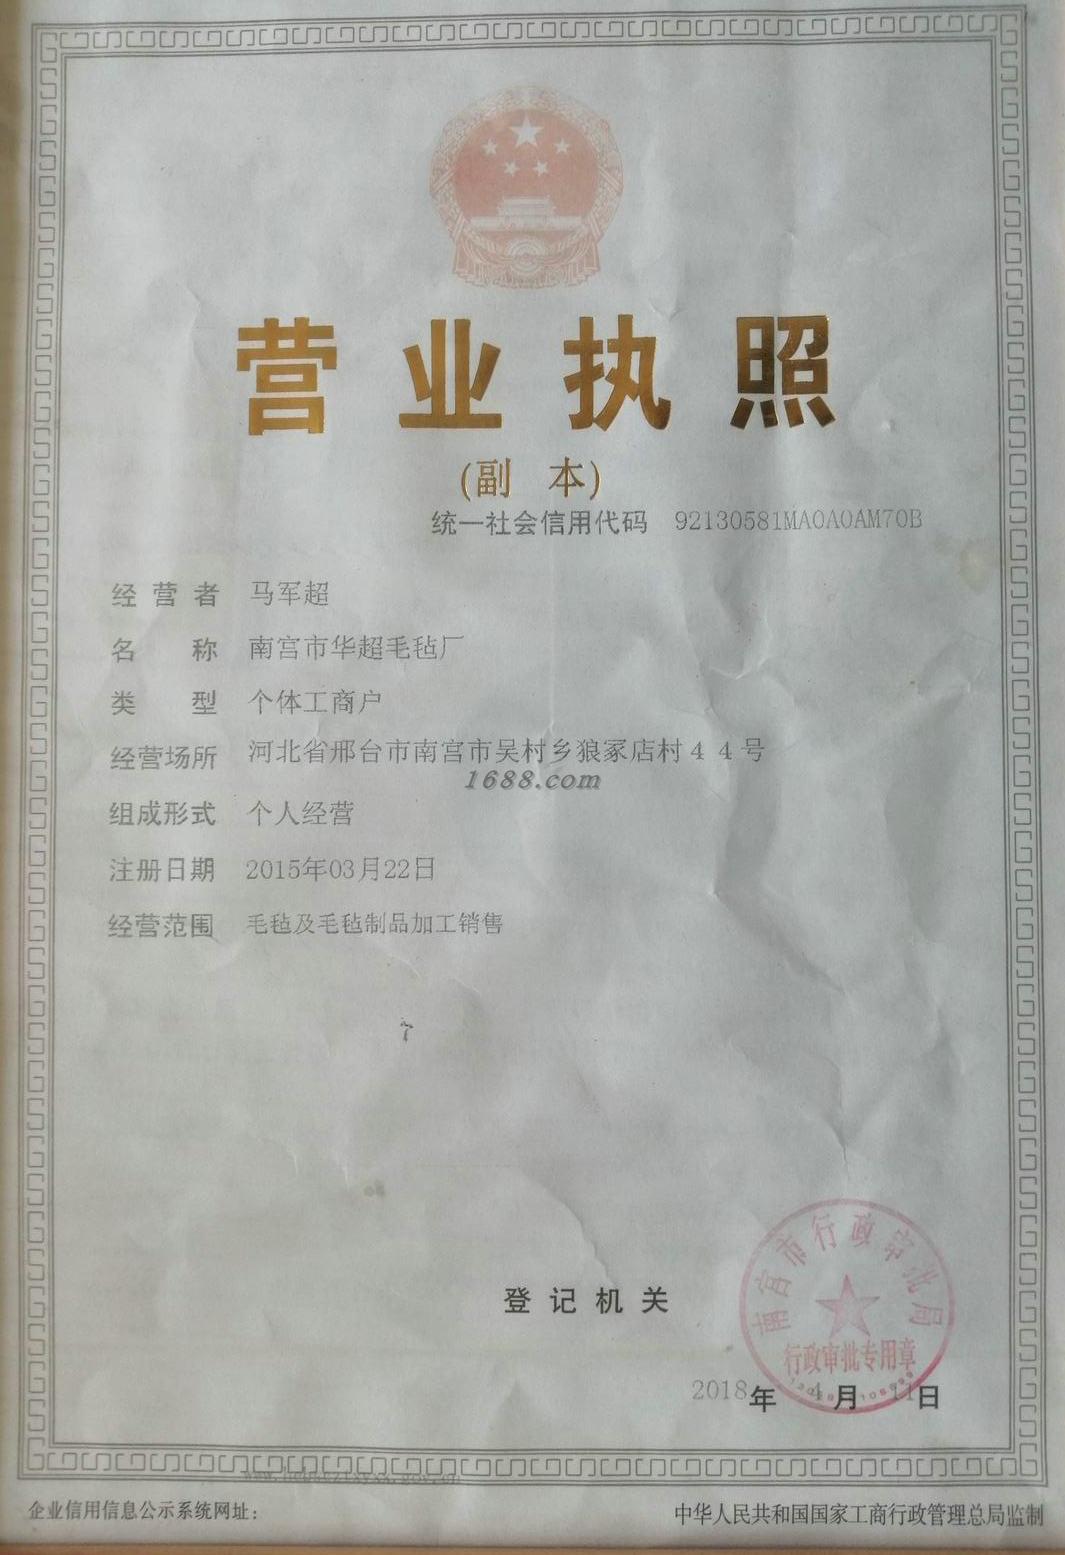 营业执照
(副 本)
统一社会信用代码 92130581MA0A0AM70B
经营者 马军超
名称 南宫市华超毛毡厂
类型 个体工商户
经营场所 河北省邢台市南宫市吴村乡狼冢店村44号
1688.com
组成形式 个人经营
注册日期 2015年03月22日
经营范围 毛毡及毛毡制品加工销售
南宫市行政审批局
登记机关
行政审批专用章
2018年4月11日
企业信用信息公示系统网址:
中华人民共和国国家工商行政管理总局监制